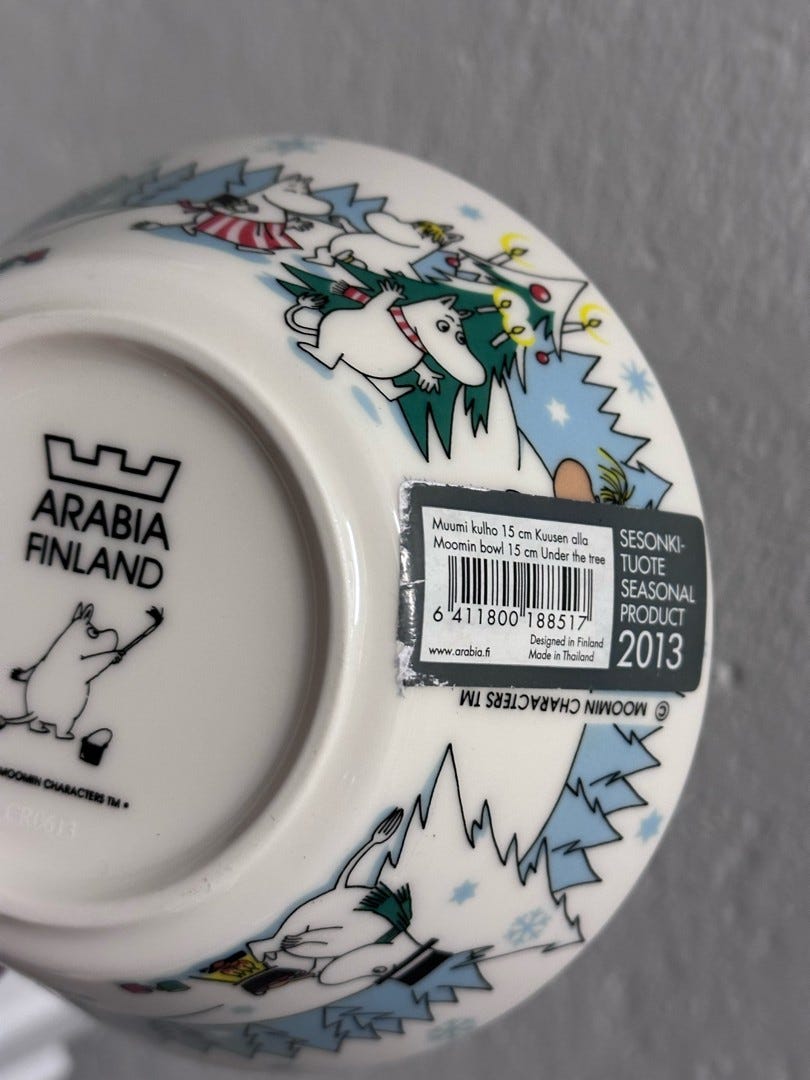 ARABIA
FINLAND
MOOMIN CHARACTERS TM
Muumi kulho 15 cm Kuusen alla
Moomin bowl 15 cm Under the tree
6 411800 188517
Designed in Finland
www.arabia.fi Made in Thailand
SESONKI-
TUOTE
SEASONAL
PRODUCT
2013
© MOOMIN CHARACTERS TM